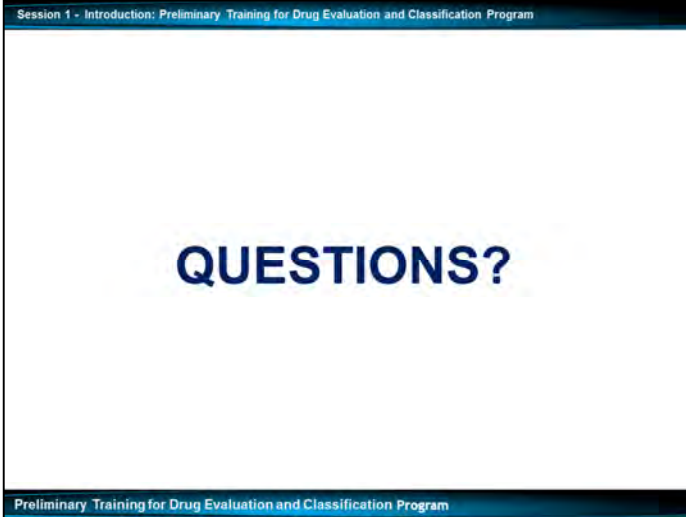 Session 1 - Introduction: Preliminary Training for Drug Evaluation and Classification Program
QUESTIONS?
Preliminary Training for Drug Evaluation and Classification Program